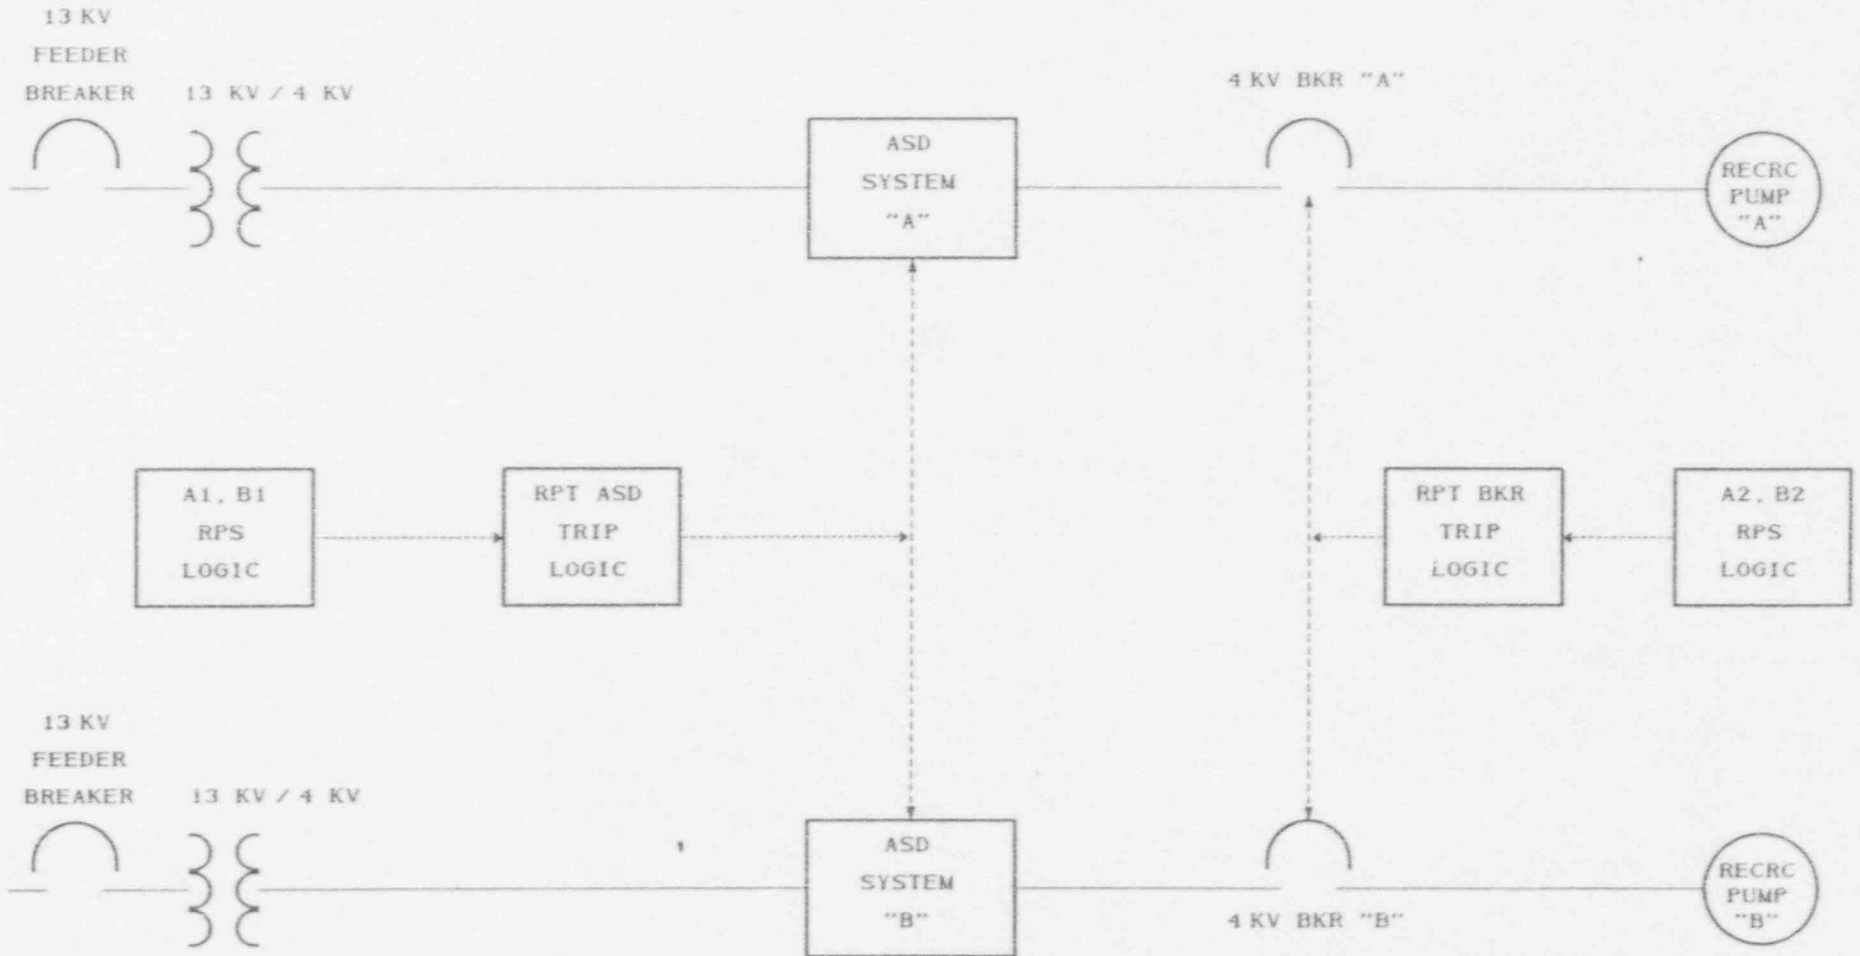 13 KV
FEEDER
BREAKER
13 KV / 4 KV
ASD
SYSTEM
"A"
4 KV BKR "A"
RECRC
PUMP
"A"
A1, B1
RPS
LOGIC
RPT ASD
TRIP
LOGIC
RPT BKR
TRIP
LOGIC
A2, B2
RPS
LOGIC
13 KV
FEEDER
BREAKER
13 KV / 4 KV
ASD
SYSTEM
"B"
4 KV BKR "B"
RECRC
PUMP
"B"